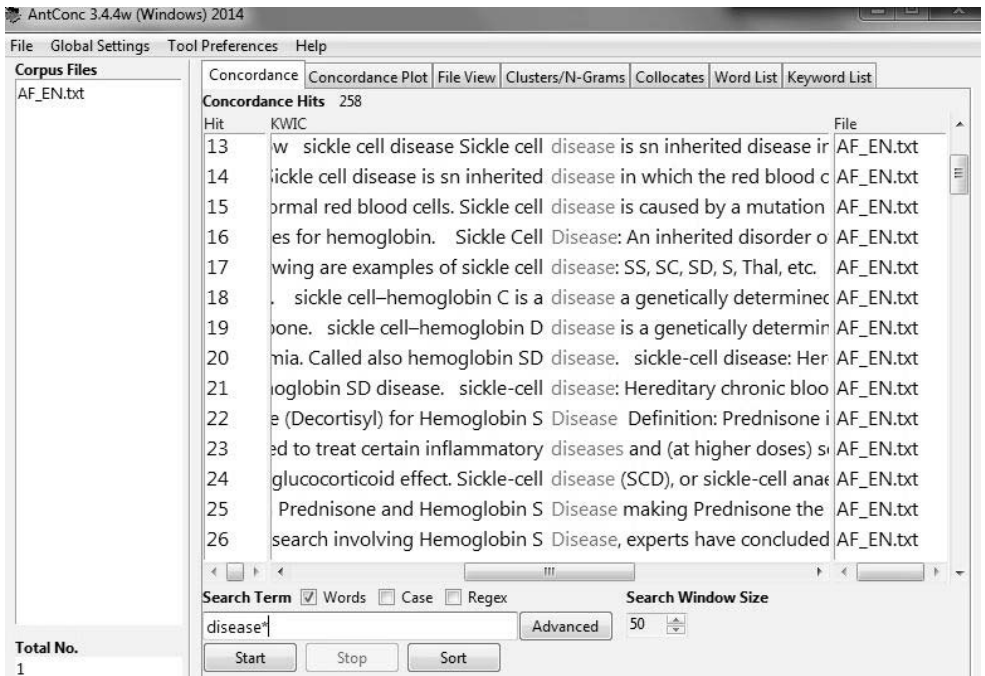 AntConc 3.4.4w (Windows) 2014
File Global Settings Tool Preferences Help
Corpus Files
AF_EN.txt
Total No.
1
Concordance Concordance Plot File View Clusters/N-Grams Collocates Word List Keyword List
Concordance Hits 258
Hit KWIC File
13 w sickle cell disease Sickle cell disease is sn inherited disease ir AF_EN.txt
14 ickle cell disease is sn inherited disease in which the red blood c AF_EN.txt
15 ormal red blood cells. Sickle cell disease is caused by a mutation AF_EN.txt
16 es for hemoglobin. Sickle Cell Disease: An inherited disorder o AF_EN.txt
17 wing are examples of sickle cell disease: SS, SC, SD, S, Thal, etc. AF_EN.txt
18 . sickle cell–hemoglobin C is a disease a genetically determined AF_EN.txt
19 one. sickle cell–hemoglobin D disease is a genetically determin AF_EN.txt
20 mia. Called also hemoglobin SD disease. sickle-cell disease: Her AF_EN.txt
21 oglobin SD disease. sickle-cell disease: Hereditary chronic bloo AF_EN.txt
22 e (Decortisyl) for Hemoglobin S Disease Definition: Prednisone i AF_EN.txt
23 ed to treat certain inflammatory diseases and (at higher doses) s AF_EN.txt
24 glucocorticoid effect. Sickle-cell disease (SCD), or sickle-cell anae AF_EN.txt
25 Prednisone and Hemoglobin S Disease making Prednisone the AF_EN.txt
26 search involving Hemoglobin S Disease, experts have concluded AF_EN.txt
Search Term Words Case Regex Search Window Size
disease* Advanced 50
Start Stop Sort